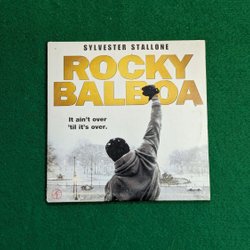 SYLVESTER STALLONE
ROCKY
BALBOA
It ain't over
'til it's over.